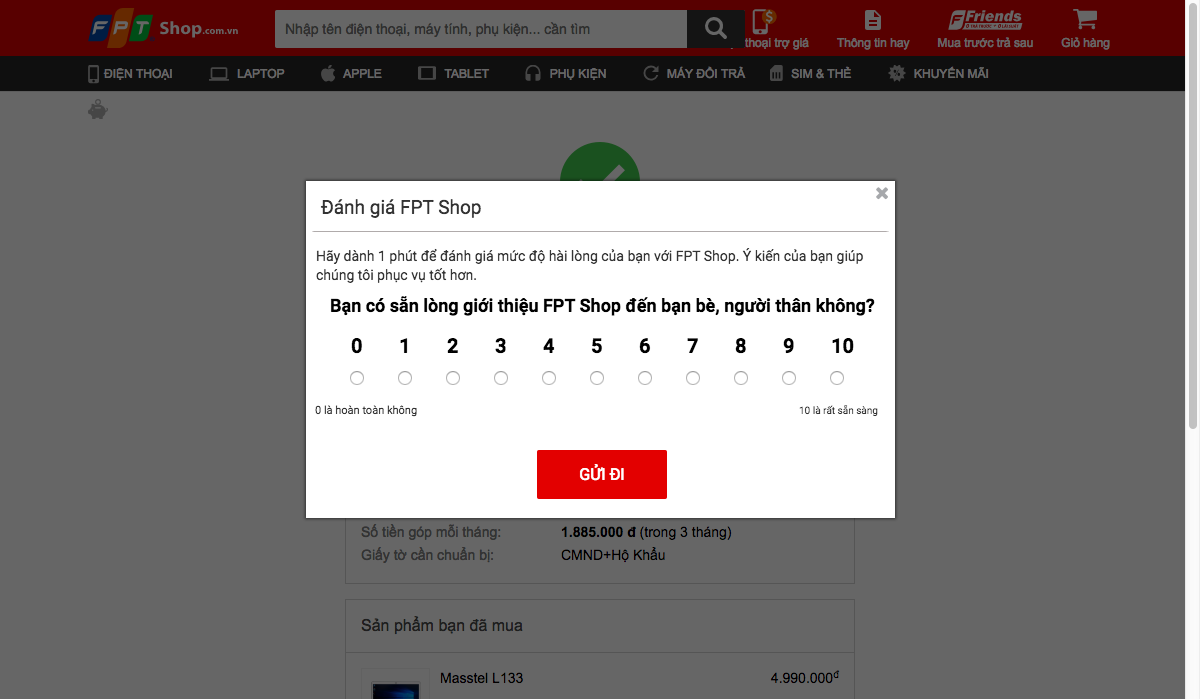 FPT Shop.com.vn
Nhập tên điện thoại, máy tính, phụ kiện... cần tìm
thoại trợ giá
Thông tin hay
Friends
Mua trước trả sau
Giỏ hàng
ĐIỆN THOẠI
LAPTOP
APPLE
TABLET
PHỤ KIỆN
MÁY ĐỔI TRẢ
SIM & THẺ
KHUYẾN MÃI
Đánh giá FPT Shop
Hãy dành 1 phút để đánh giá mức độ hài lòng của bạn với FPT Shop. Ý kiến của bạn giúp
chúng tôi phục vụ tốt hơn.
Bạn có sẵn lòng giới thiệu FPT Shop đến bạn bè, người thân không?
0 1 2 3 4 5 6 7 8 9 10
0 là hoàn toàn không
10 là rất sẵn sàng
GỬI ĐI
Số tiền góp mỗi tháng: 1.885.000 đ (trong 3 tháng)
Giấy tờ cần chuẩn bị: CMND+Hộ Khẩu
Sản phẩm bạn đã mua
Masstel L133 4.990.000đ